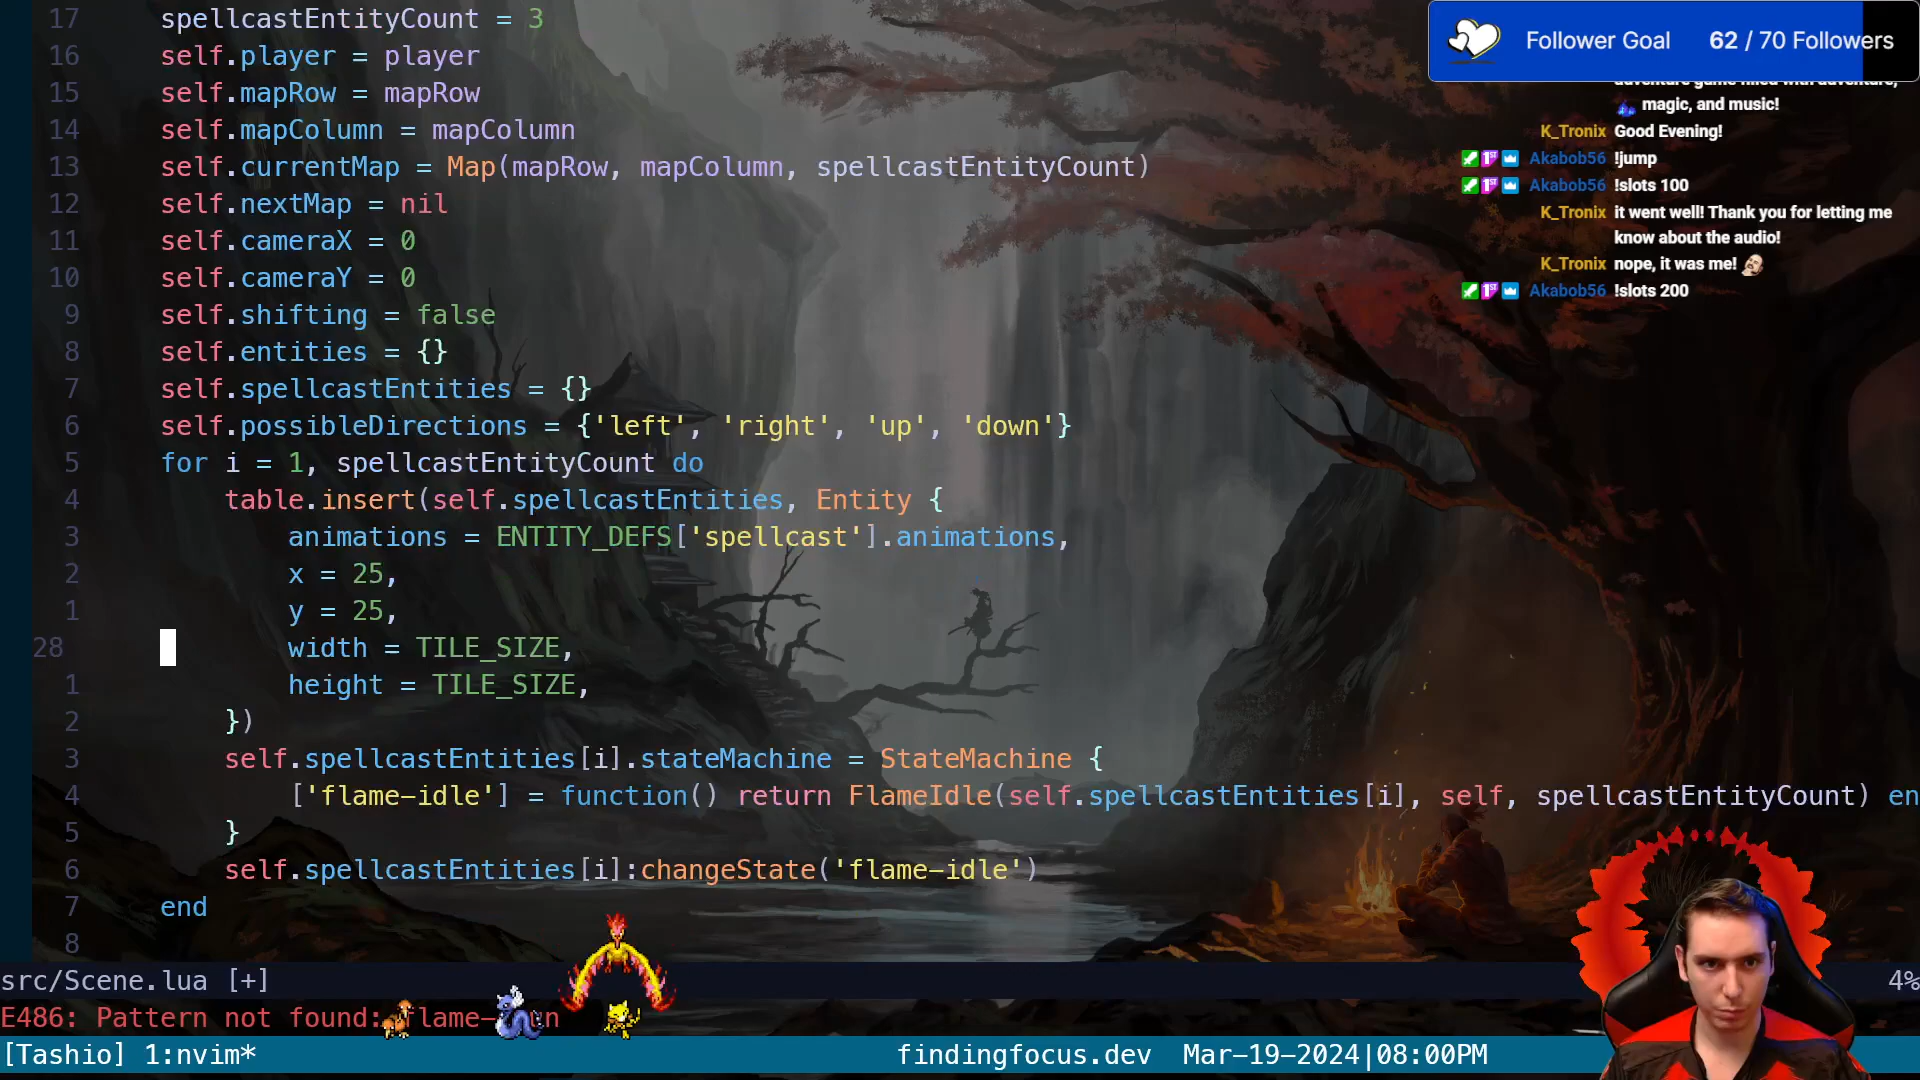 17 spellcastEntityCount = 3
16 self.player = player
15 self.mapRow = mapRow
14 self.mapColumn = mapColumn
13 self.currentMap = Map(mapRow, mapColumn, spellcastEntityCount)
12 self.nextMap = nil
11 self.cameraX = 0
10 self.cameraY = 0
9 self.shifting = false
8 self.entities = {}
7 self.spellcastEntities = {}
6 self.possibleDirections = {'left', 'right', 'up', 'down'}
5 for i = 1, spellcastEntityCount do
4 table.insert(self.spellcastEntities, Entity {
3 animations = ENTITY_DEFS['spellcast'].animations,
2 x = 25,
1 y = 25,
28 width = TILE_SIZE,
1 height = TILE_SIZE,
2 })
3 self.spellcastEntities[i].stateMachine = StateMachine {
4 ['flame-idle'] = function() return FlameIdle(self.spellcastEntities[i], self, spellcastEntityCount) en
5 }
6 self.spellcastEntities[i]:changeState('flame-idle')
7 end
8
src/Scene.lua [+] 4%
E486: Pattern not found: flame-
[Tashio] 1:nvim* findingfocus.dev Mar-19-2024|08:00PM
Follower Goal 62 / 70 Followers
adventure game filled with adventure,
magic, and music!
K_Tronix Good Evening!
Akabob56 !jump
Akabob56 !slots 100
K_Tronix it went well! Thank you for letting me
know about the audio!
K_Tronix nope, it was me!
Akabob56 !slots 200